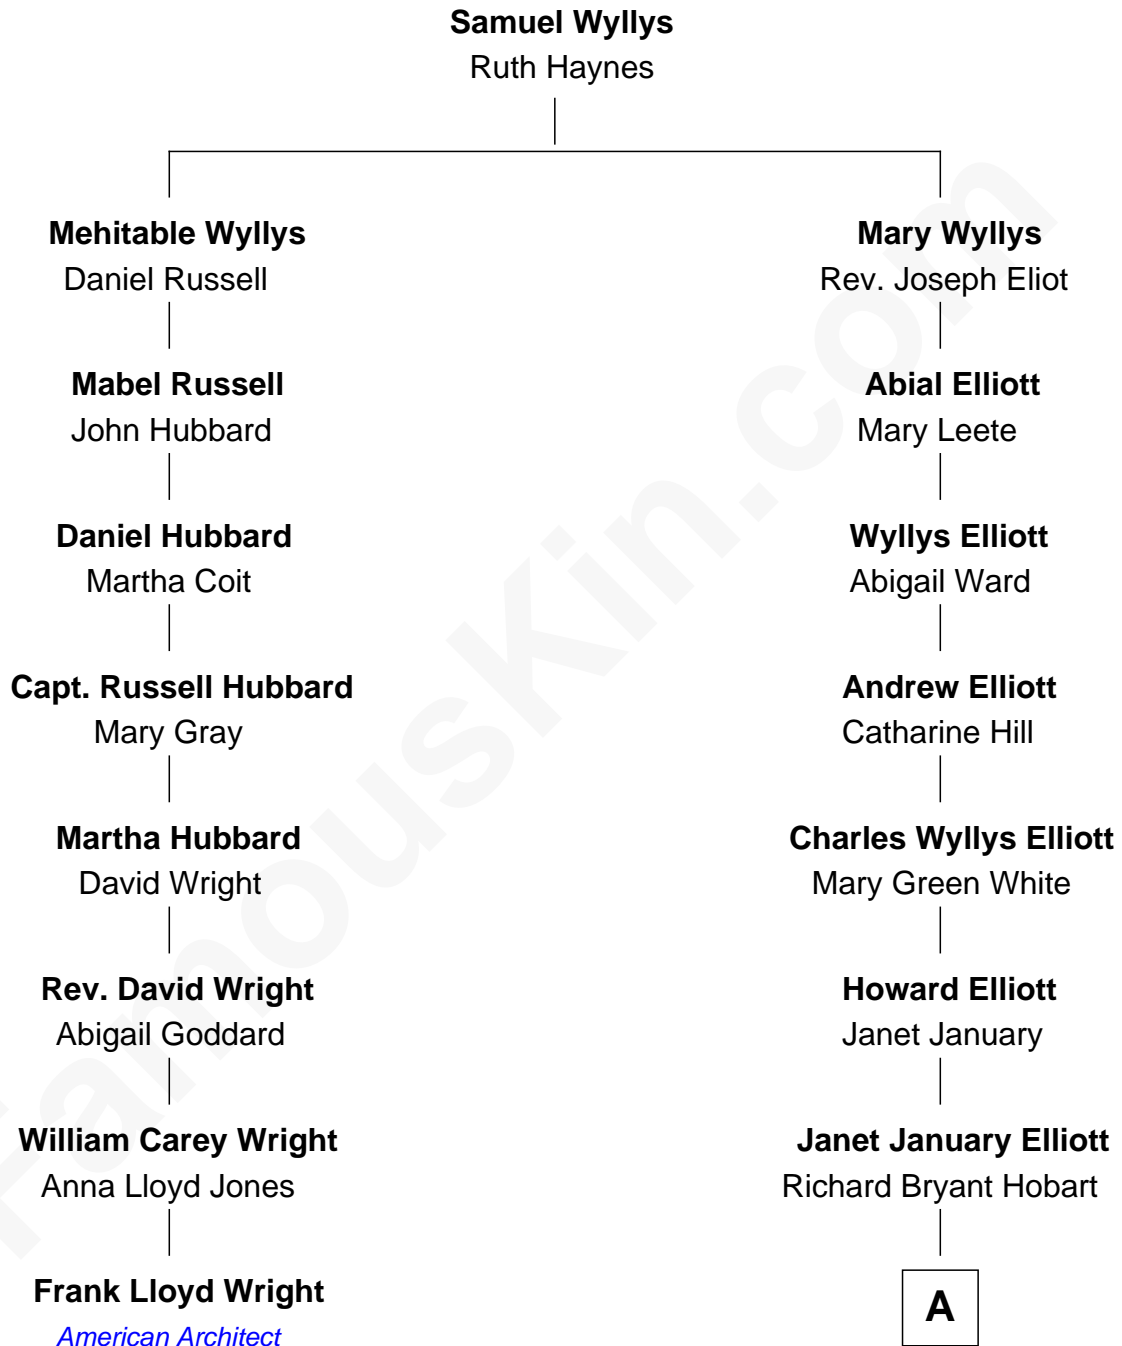 Samuel Wyllys
Ruth Haynes
Mehitable Wyllys
Daniel Russell
Mary Wyllys
Rev. Joseph Eliot
Mabel Russell
John Hubbard
Abial Elliott
Mary Leete
Daniel Hubbard
Martha Coit
Wyllys Elliott
Abigail Ward
Capt. Russell Hubbard
Mary Gray
Andrew Elliott
Catharine Hill
Martha Hubbard
David Wright
Charles Wyllys Elliott
Mary Green White
Rev. David Wright
Abigail Goddard
Howard Elliott
Janet January
William Carey Wright
Anna Lloyd Jones
Janet January Elliott
Richard Bryant Hobart
Frank Lloyd Wright
American Architect
A
FamousKin.com